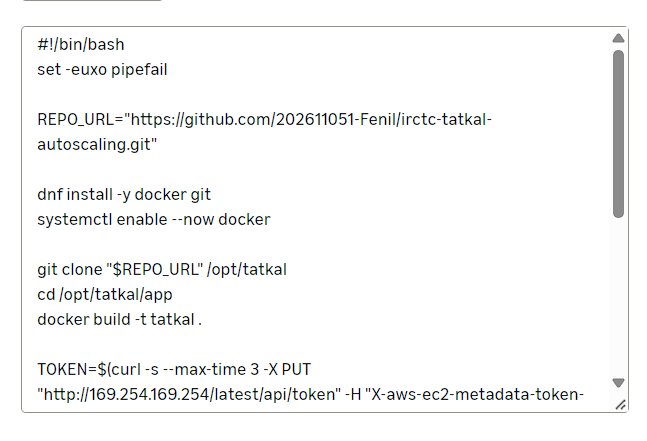 #!/bin/bash
set -euxo pipefail
REPO_URL="https://github.com/202611051-Fenil/irctc-tatkal-
autoscaling.git"
dnf install -y docker git
systemctl enable --now docker
git clone "$REPO_URL" /opt/tatkal
cd /opt/tatkal/app
docker build -t tatkal .
TOKEN=$(curl -s --max-time 3 -X PUT
"http://169.254.169.254/latest/api/token" -H "X-aws-ec2-metadata-token-